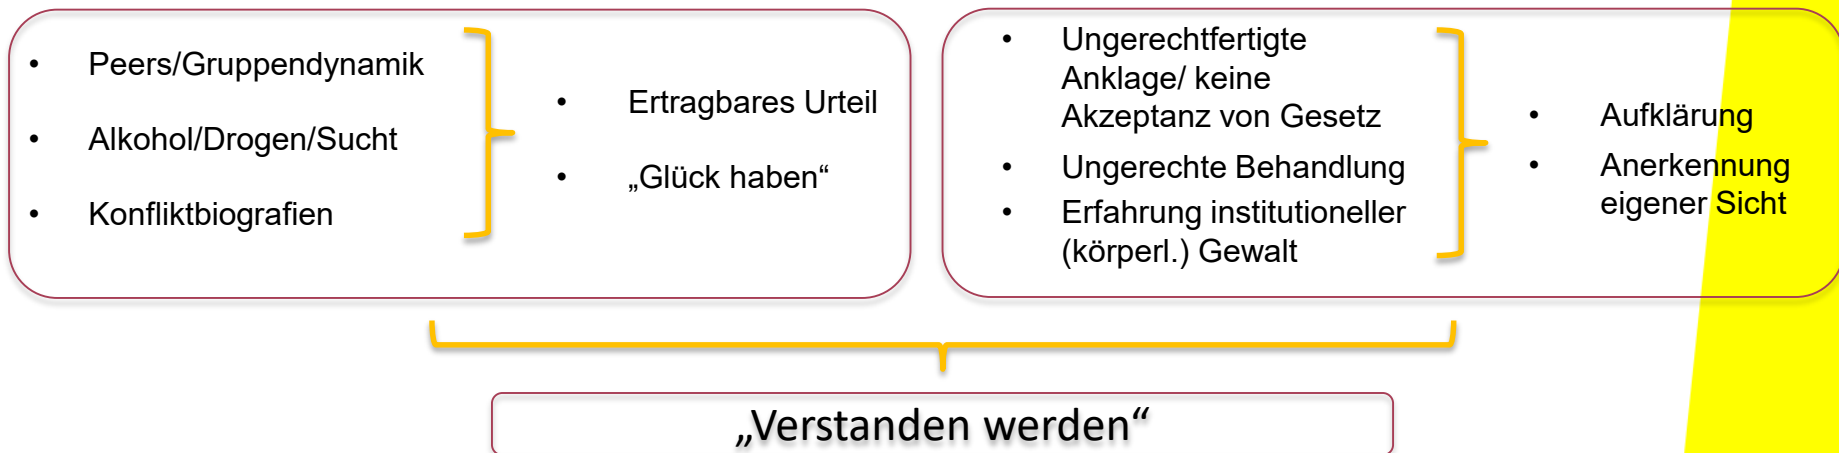 Peers/Gruppendynamik
Alkohol/Drogen/Sucht
Konfliktbiografien
Ertragbares Urteil
„Glück haben“
Ungerechtfertigte
Anklage/ keine
Akzeptanz von Gesetz
Ungerechte Behandlung
Erfahrung institutioneller
(körperl.) Gewalt
Aufklärung
Anerkennung
eigener Sicht
„Verstanden werden“